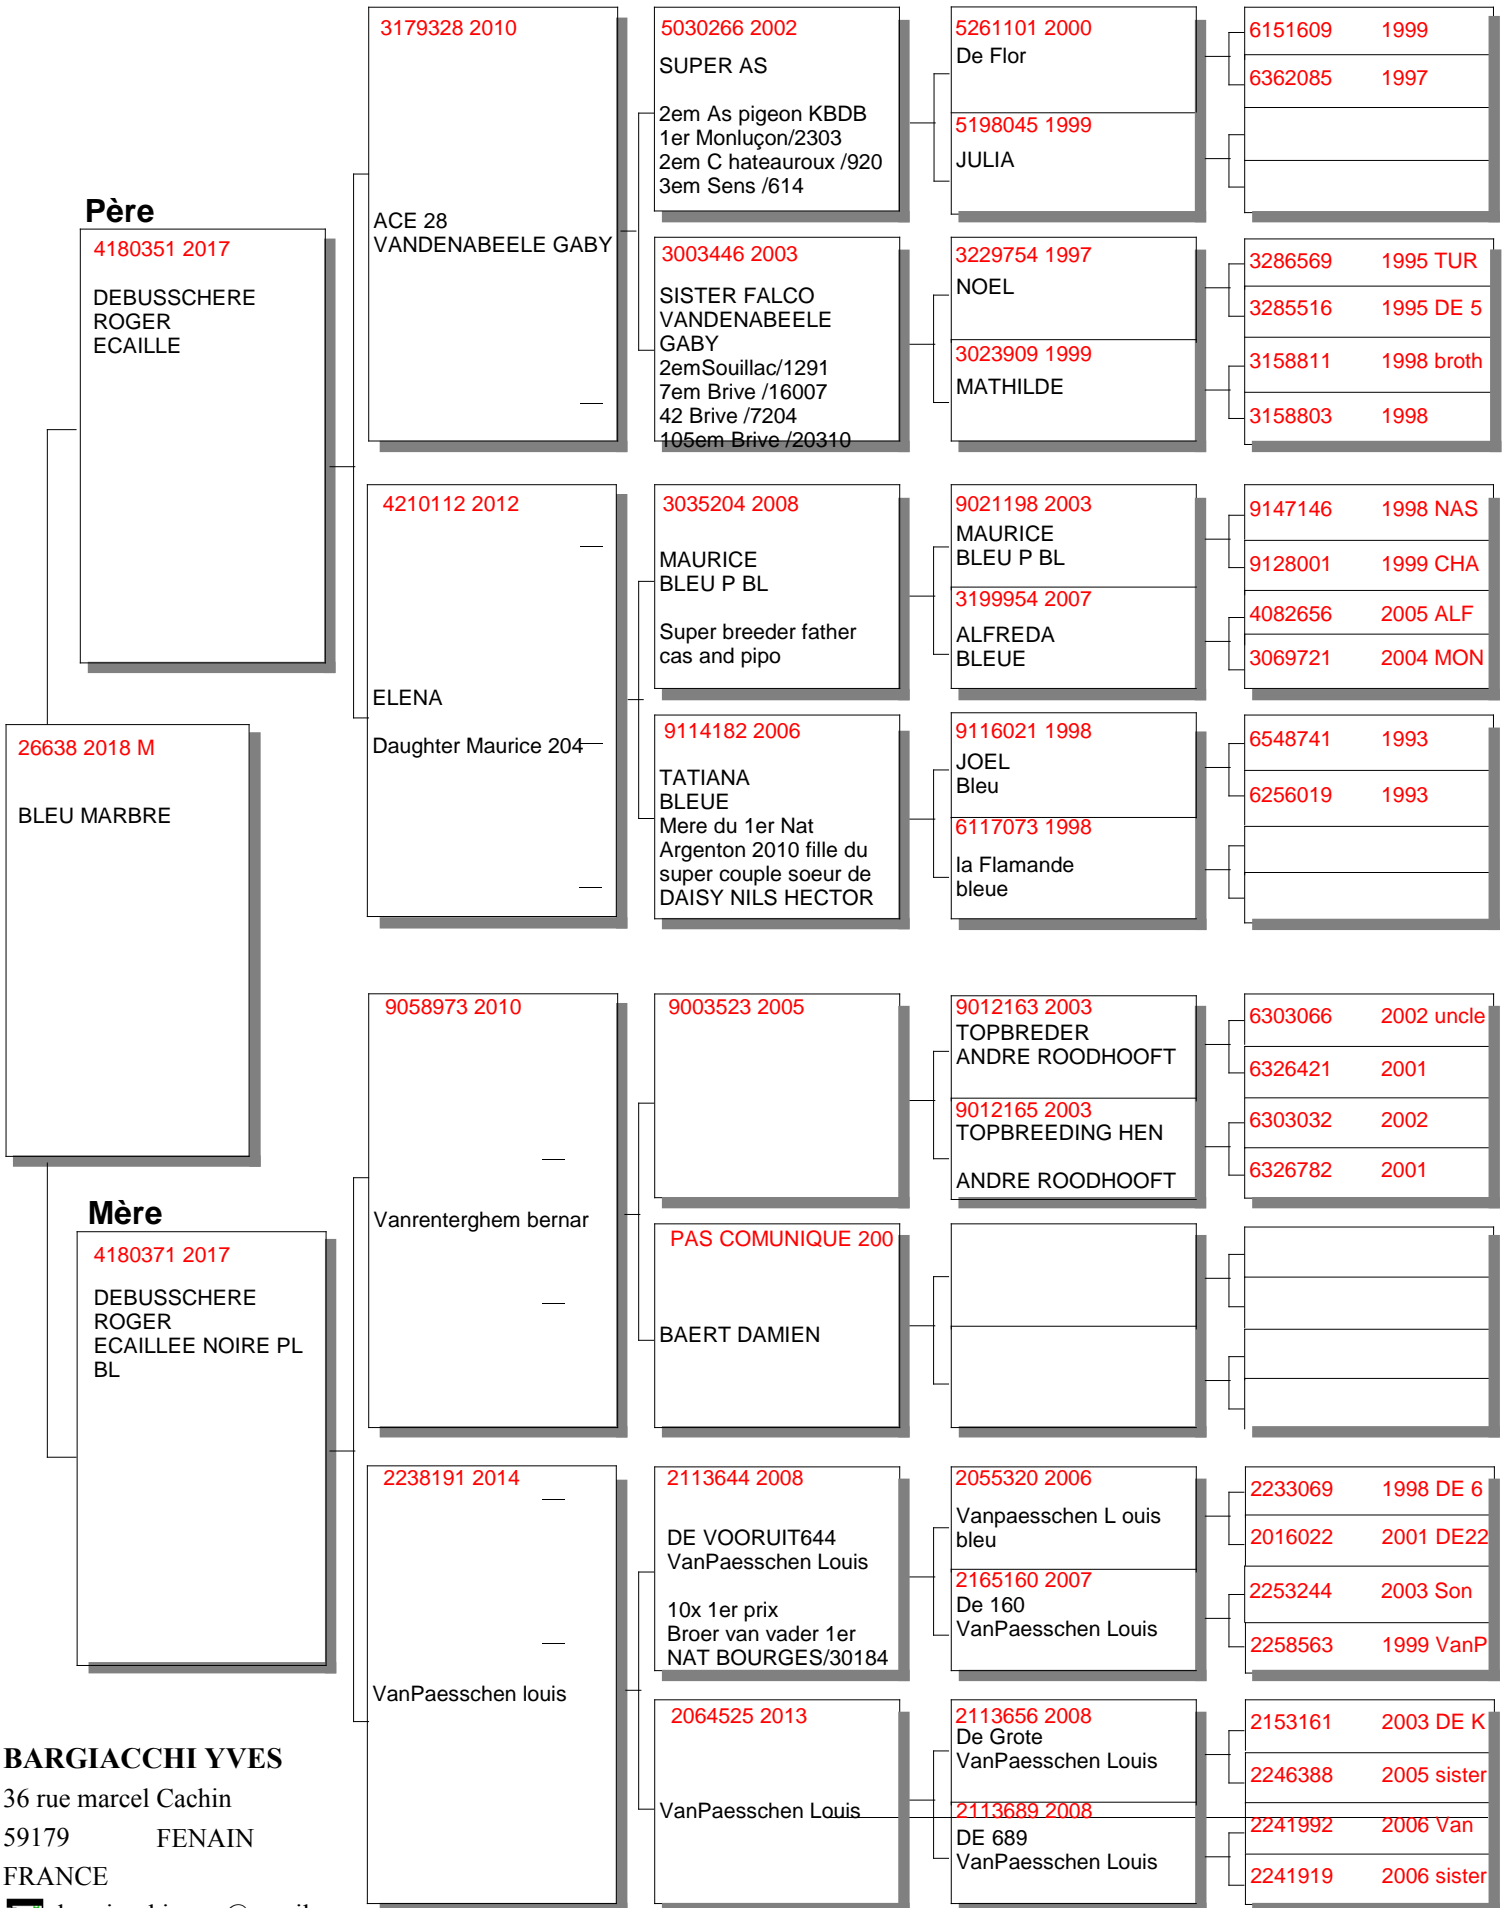 3179328 2010
ACE 28
VANDENABEELE GABY
5030266 2002
SUPER AS
2em As pigeon KBDB
1er Monluçon/2303
2em C hateauroux /920
3em Sens /614
5261101 2000
De Flor
5198045 1999
JULIA
6151609 1999
6362085 1997
Père
4180351 2017
DEBUSSCHERE
ROGER
ECAILLE
3003446 2003
SISTER FALCO
VANDENABEELE
GABY
2emSouillac/1291
7em Brive /16007
42 Brive /7204
105em Brive /20310
3229754 1997
NOEL
3023909 1999
MATHILDE
3286569 1995 TUR
3285516 1995 DE 5
3158811 1998 broth
3158803 1998
4210112 2012
ELENA
Daughter Maurice 204
3035204 2008
MAURICE
BLEU P BL
Super breeder father
cas and pipo
9021198 2003
MAURICE
BLEU P BL
3199954 2007
ALFREDA
BLEUE
9147146 1998 NAS
9128001 1999 CHA
4082656 2005 ALF
3069721 2004 MON
26638 2018 M
BLEU MARBRE
9114182 2006
TATIANA
BLEUE
Mere du 1er Nat
Argenton 2010 fille du
super couple soeur de
DAISY NILS HECTOR
9116021 1998
JOEL
Bleu
6117073 1998
la Flamande
bleue
6548741 1993
6256019 1993
9058973 2010
Vanrenterghem bernar
9003523 2005
9012163 2003
TOPBREDER
ANDRE ROODHOOFT
9012165 2003
TOPBREEDING HEN
ANDRE ROODHOOFT
6303066 2002 uncle
6326421 2001
6303032 2002
6326782 2001
Mère
4180371 2017
DEBUSSCHERE
ROGER
ECAILLEE NOIRE PL
BL
PAS COMUNIQUE 200
BAERT DAMIEN
2238191 2014
VanPaesschen louis
2113644 2008
DE VOORUIT644
VanPaesschen Louis
10x 1er prix
Broer van vader 1er
NAT BOURGES/30184
2055320 2006
Vanpaesschen L ouis
bleu
2165160 2007
De 160
VanPaesschen Louis
2233069 1998 DE 6
2016022 2001 DE22
2253244 2003 Son
2258563 1999 VanP
2064525 2013
VanPaesschen Louis
2113656 2008
De Grote
VanPaesschen Louis
2113689 2008
DE 689
VanPaesschen Louis
2153161 2003 DE K
2246388 2005 sister
2241992 2006 Van
2241919 2006 sister
BARGIACCHI YVES
36 rue marcel Cachin
59179 FENAIN
FRANCE